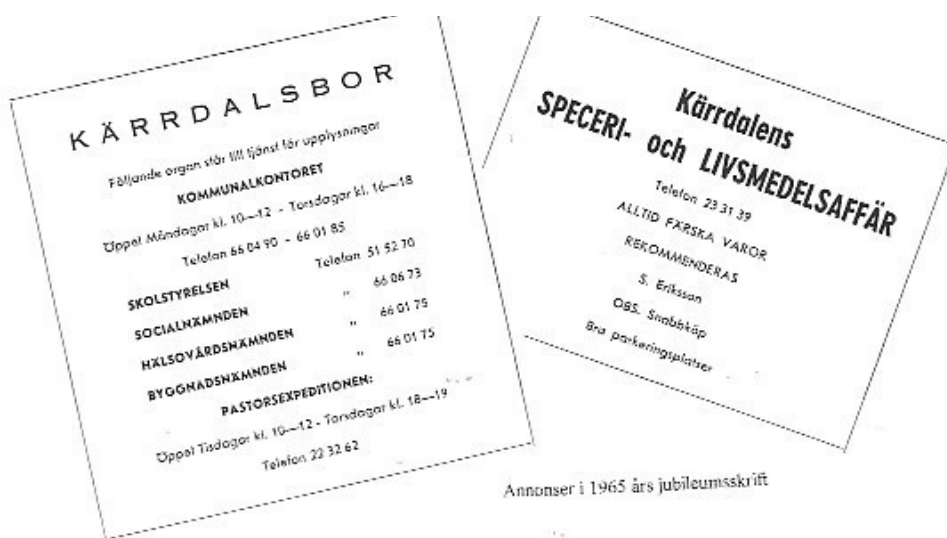 KÄRRDALSBOR
Följande organ står till tjänst för upplysningar
KOMMUNALKONTORET
Öppet Måndagar kl. 10—12 - Torsdagar kl. 16—18
Telefon 66 04 90 - 66 01 85
SKOLSTYRELSEN Telefon 51 52 70
SOCIALNÄMNDEN " 66 06 73
HÄLSOVÅRDSNÄMNDEN " 66 01 75
BYGGNADSNÄMNDEN " 66 01 75
PASTORSEXPEDITIONEN:
Öppet Tisdagar kl. 10—12 - Torsdagar kl. 18—19
Telefon 22 32 62
Kärrdalens
SPECERI- och LIVSMEDELSAFFÄR
Telefon 23 31 39
ALLTID FÄRSKA VAROR
REKOMMENDERAS
S. Eriksson
OBS. Snabbköp
Bra parkeringsplatser
Annonser i 1965 års jubileumsskrift